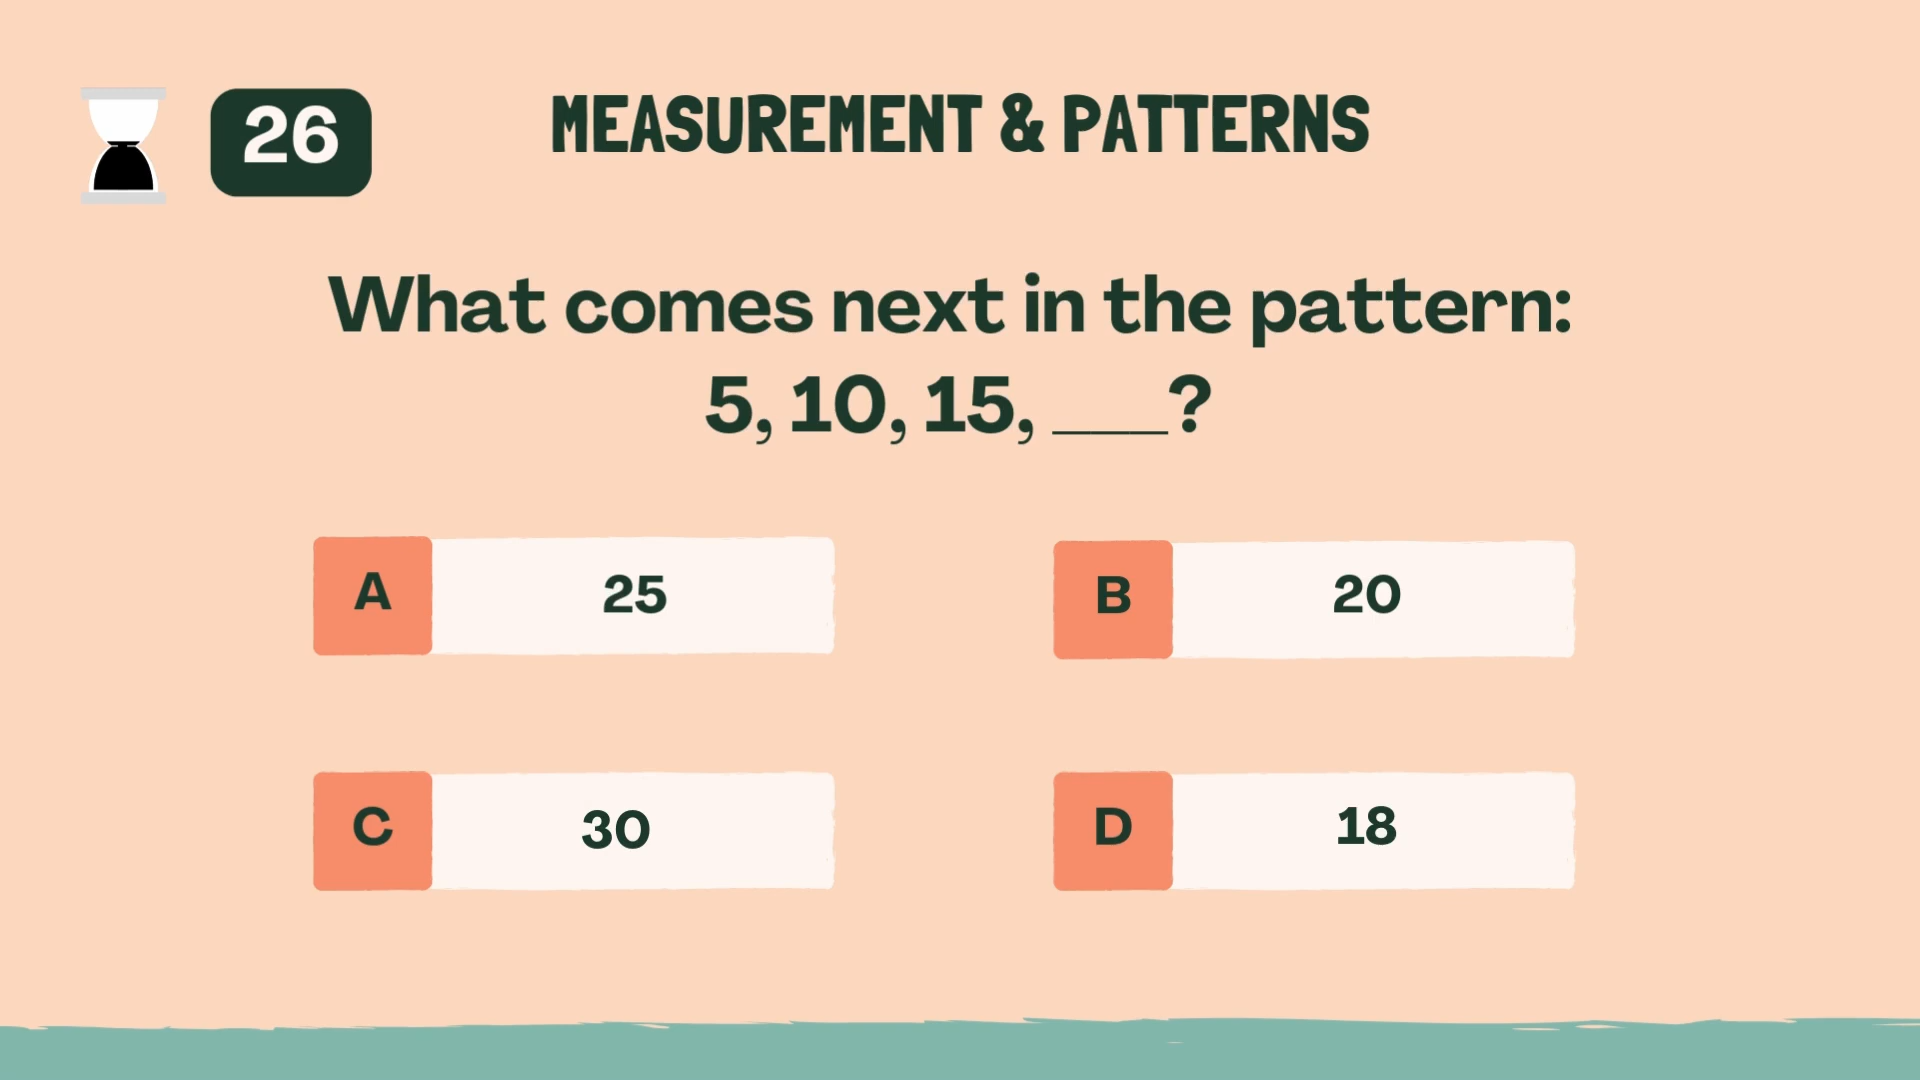 26
MEASUREMENT & PATTERNS
What comes next in the pattern:
5, 10, 15, ___?
A 25
B 20
C 30
D 18